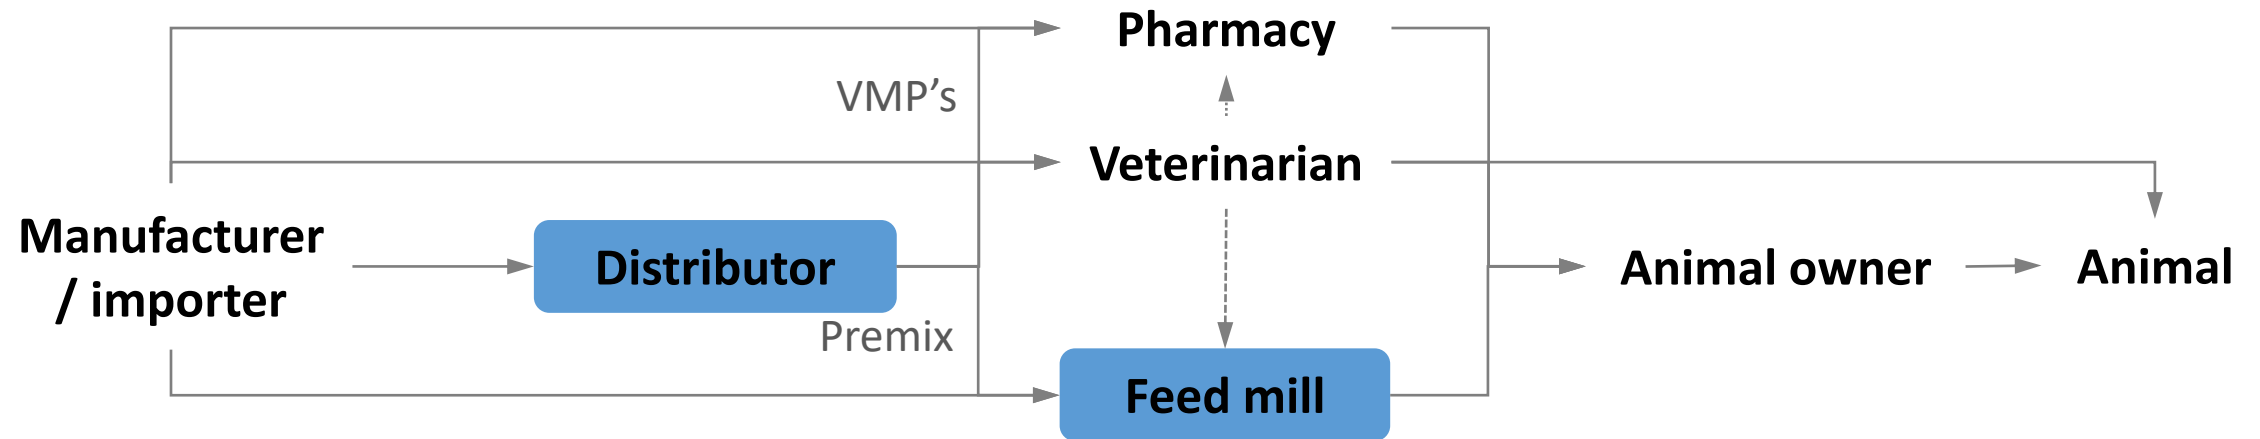 Pharmacy
VMP’s
Veterinarian
Manufacturer
/ importer
Distributor
Animal owner
Animal
Premix
Feed mill